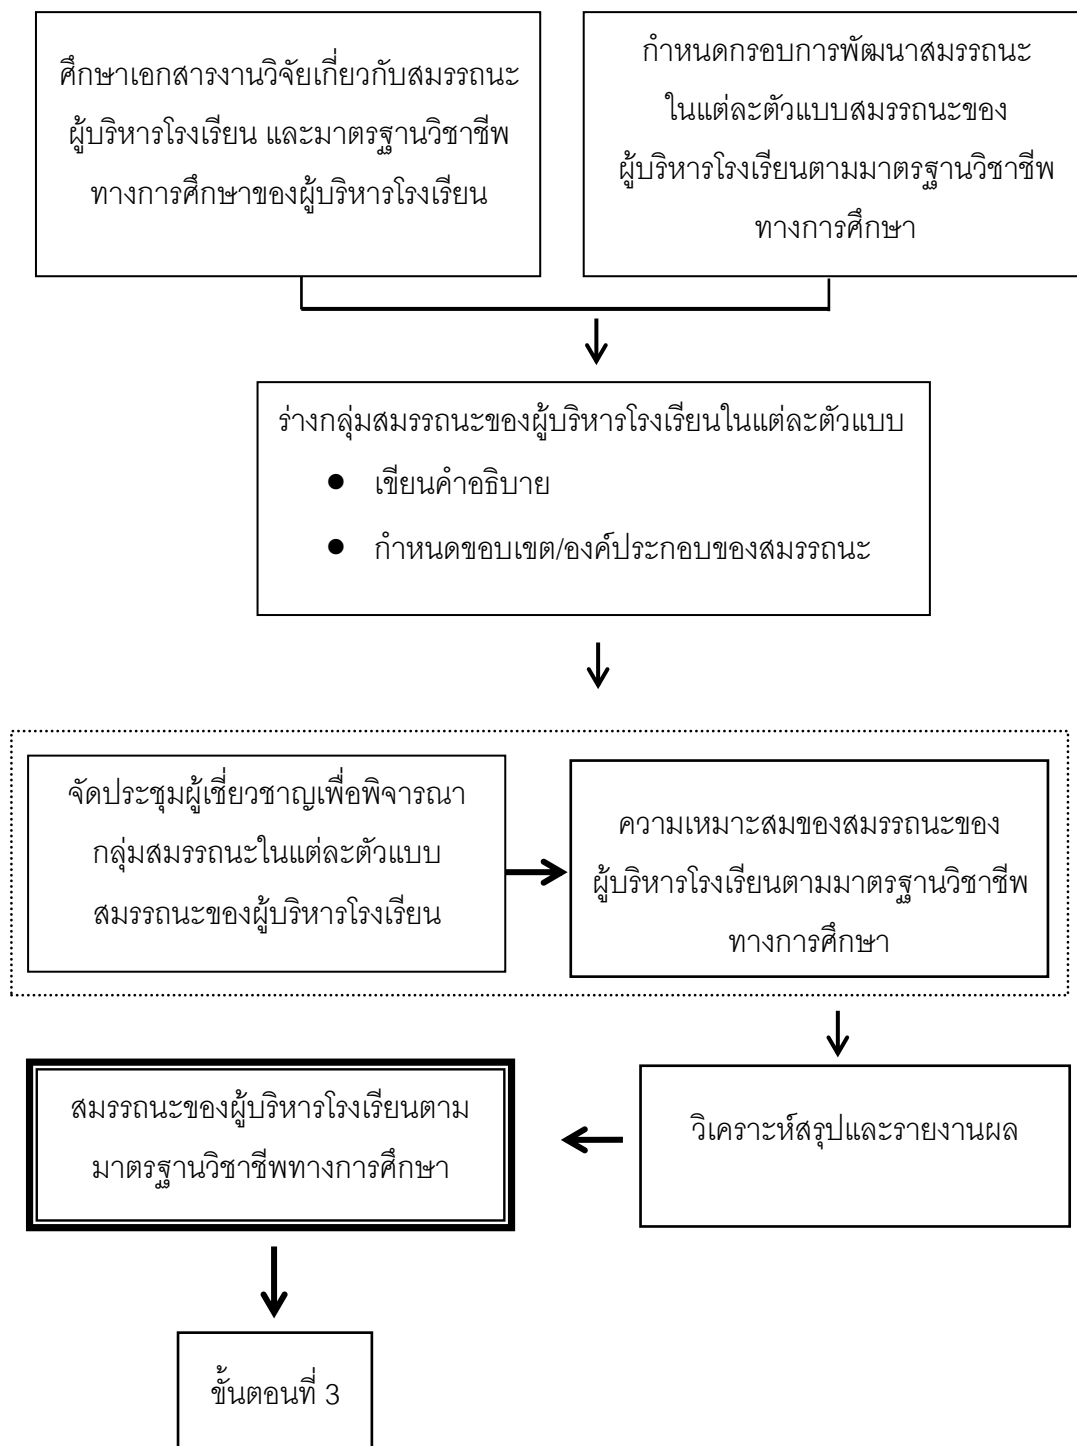 ศึกษาเอกสารงานวิจัยเกี่ยวกับสมรรถนะ
ผู้บริหารโรงเรียน และมาตรฐานวิชาชีพ
ทางการศึกษาของผู้บริหารโรงเรียน
กำหนดกรอบการพัฒนาสมรรถนะ
ในแต่ละตัวแบบสมรรถนะของ
ผู้บริหารโรงเรียนตามมาตรฐานวิชาชีพ
ทางการศึกษา
ร่างกลุ่มสมรรถนะของผู้บริหารโรงเรียนในแต่ละตัวแบบ
● เขียนคำอธิบาย
● กำหนดขอบเขต/องค์ประกอบของสมรรถนะ
จัดประชุมผู้เชี่ยวชาญเพื่อพิจารณา
กลุ่มสมรรถนะในแต่ละตัวแบบ
สมรรถนะของผู้บริหารโรงเรียน
ความเหมาะสมของสมรรถนะของ
ผู้บริหารโรงเรียนตามมาตรฐานวิชาชีพ
ทางการศึกษา
วิเคราะห์สรุปและรายงานผล
สมรรถนะของผู้บริหารโรงเรียนตาม
มาตรฐานวิชาชีพทางการศึกษา
ขั้นตอนที่ 3